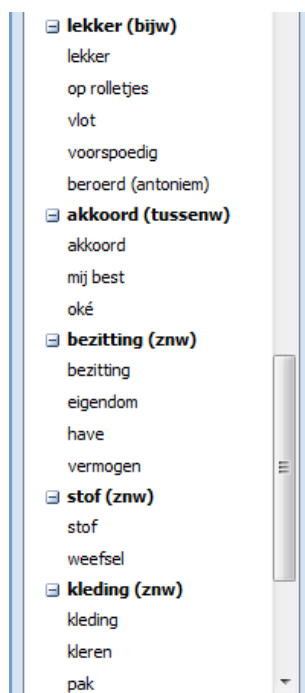 lekker (bijw)
lekker
op rolletjes
vlot
voorspoedig
beroerd (antoniem)
akkoord (tussenw)
akkoord
mij best
oké
bezitting (znw)
bezitting
eigendom
have
vermogen
stof (znw)
stof
weefsel
kleding (znw)
kleding
kleren
pak